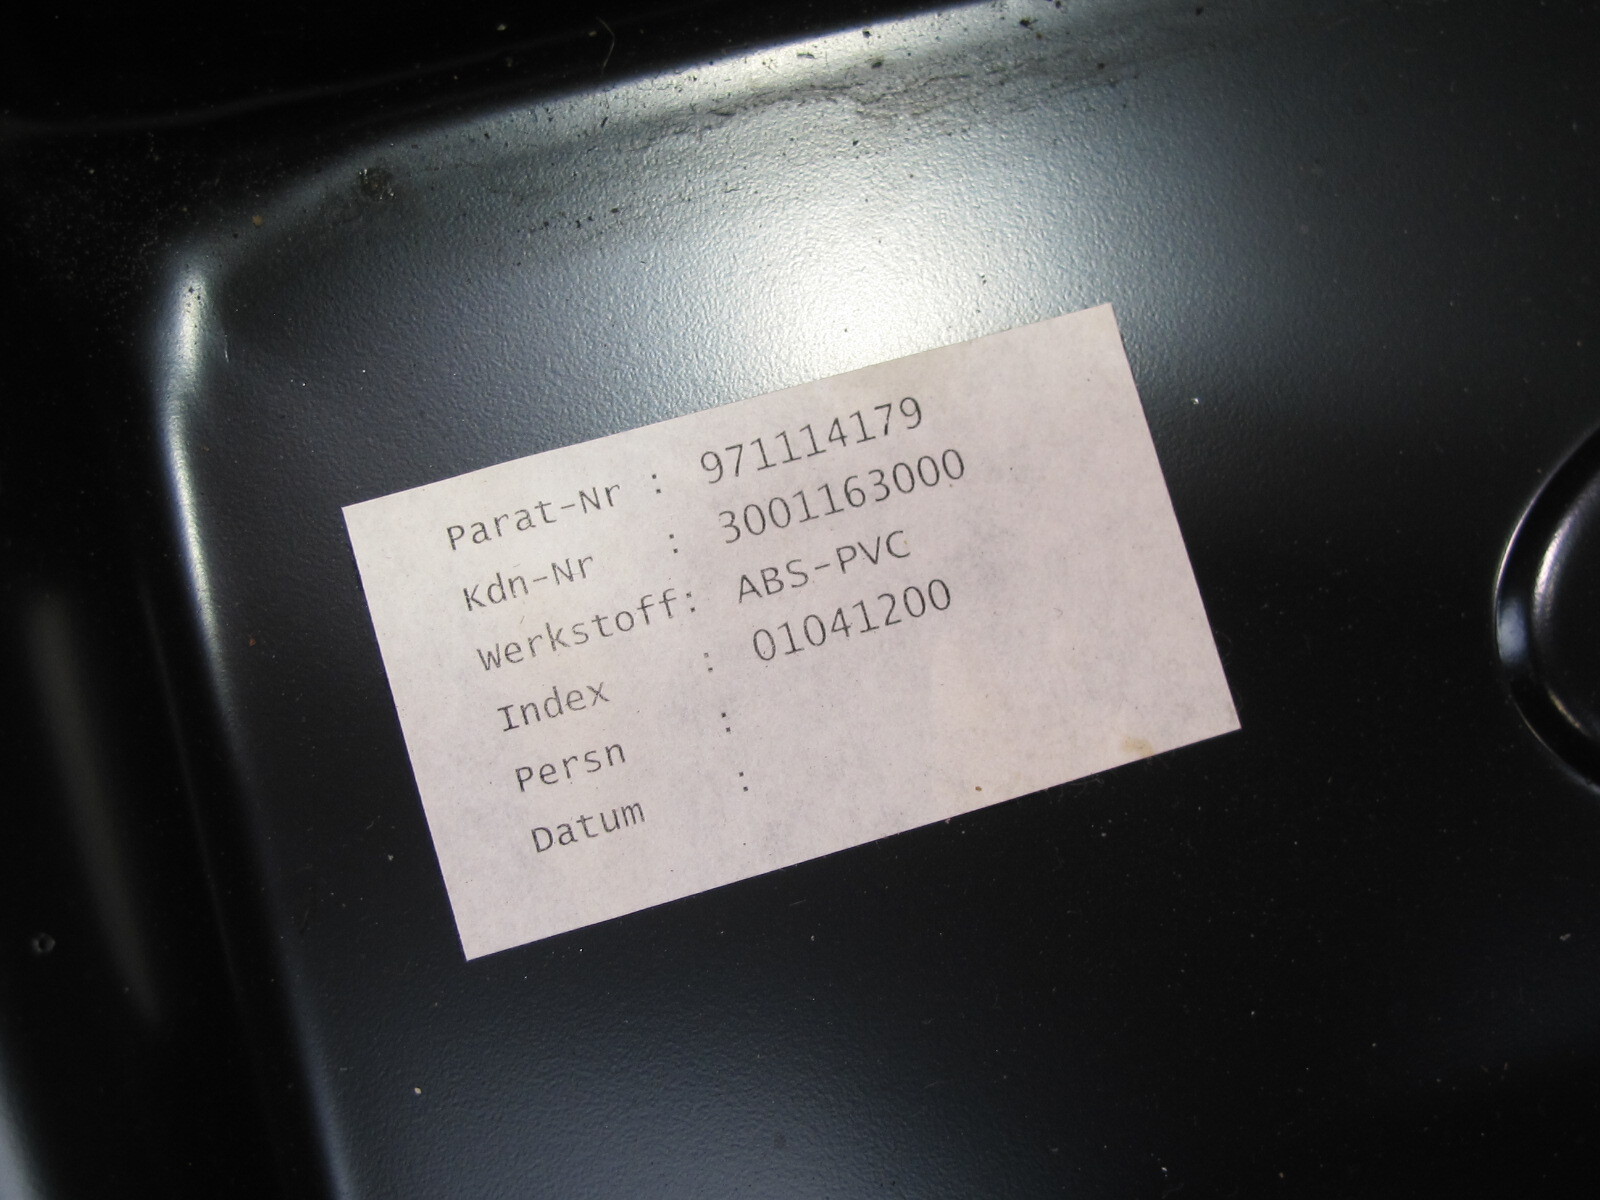 Parat-Nr : 971114179
Kdn-Nr : 3001163000
Werkstoff: ABS-PVC
Index : 01041200
Persn :
Datum :